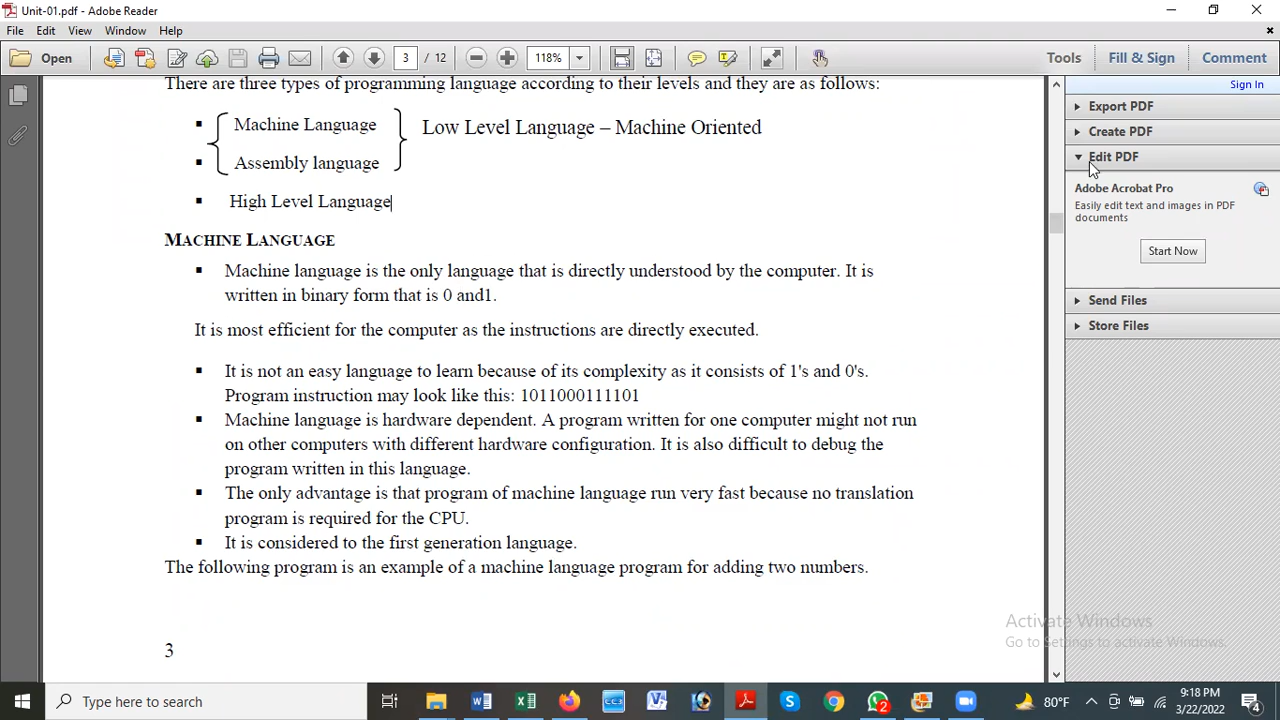 Unit-01.pdf - Adobe Reader
File Edit View Window Help
Open 3 / 12 118% Tools Fill & Sign Comment
Sign In
Export PDF
Create PDF
Edit PDF
Adobe Acrobat Pro
Easily edit text and images in PDF
documents
Start Now
Send Files
Store Files
There are three types of programming language according to their levels and they are as follows:
▪ Machine Language
Low Level Language – Machine Oriented
▪ Assembly language
▪ High Level Language
MACHINE LANGUAGE
▪ Machine language is the only language that is directly understood by the computer. It is
written in binary form that is 0 and1.
It is most efficient for the computer as the instructions are directly executed.
▪ It is not an easy language to learn because of its complexity as it consists of 1's and 0's.
Program instruction may look like this: 1011000111101
▪ Machine language is hardware dependent. A program written for one computer might not run
on other computers with different hardware configuration. It is also difficult to debug the
program written in this language.
▪ The only advantage is that program of machine language run very fast because no translation
program is required for the CPU.
▪ It is considered to the first generation language.
The following program is an example of a machine language program for adding two numbers.
3
Activate Windows
Go to Settings to activate Windows.
Type here to search
80°F
9:18 PM
3/22/2022